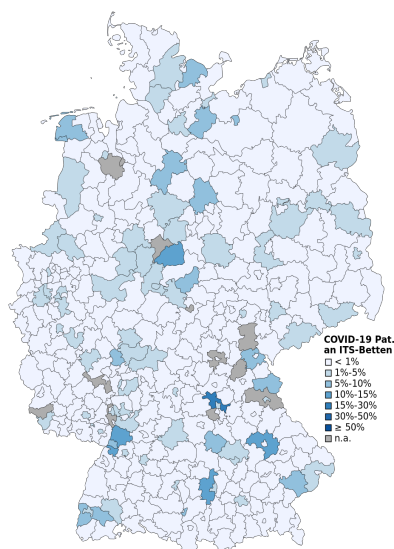 COVID-19 Pat.
an ITS-Betten
< 1%
1%-5%
5%-10%
10%-15%
15%-30%
30%-50%
≥ 50%
n.a.